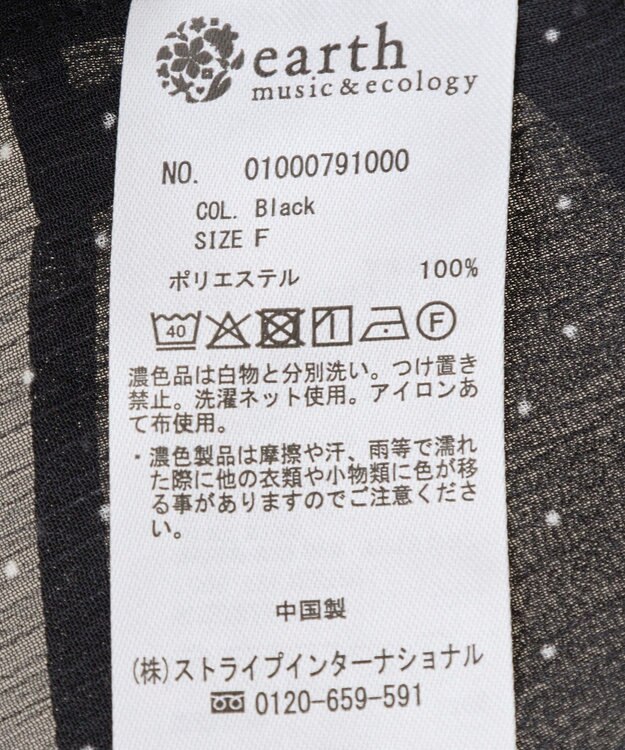 earth
music&ecology
NO. 01000791000
COL. Black
SIZE F
ポリエステル 100%
40 F
濃色品は白物と分別洗い。つけ置き
禁止。洗濯ネット使用。アイロンあ
て布使用。
・濃色製品は摩擦や汗、雨等で濡れ
た際に他の衣類や小物類に色が移
る事がありますのでご注意くださ
い。
中国製
(株)ストライプインターナショナル
0120-659-591